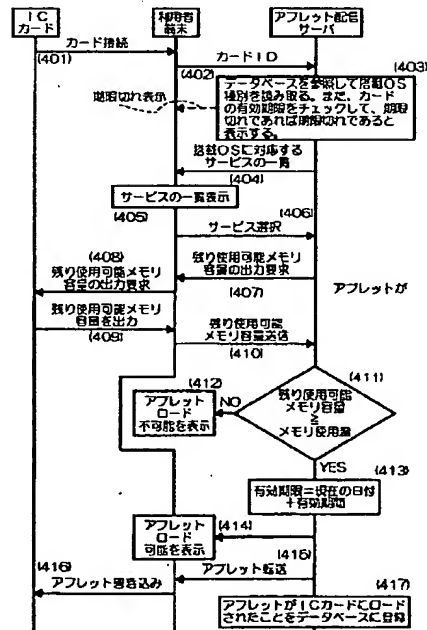 ICカード
利用者端末
アプレット配信サーバ
カード接続
(401)
カードID
(402)
(403)
データベースを参照して搭載OS
種別を読み取る。また、カード
の有効期限をチェックして、期限
切れであれば期限切れであると
表示する。
期限切れ表示
搭載OSに対応する
サービスの一覧
(404)
サービスの一覧表示
(405)
(406)
サービス選択
(408)
残り使用可能メモリ
容量の出力要求
残り使用可能メモリ
容量の出力要求
(407)
アプレットが
残り使用可能メモリ
容量を出力
(409)
残り使用可能
メモリ容量送信
(410)
(411)
残り使用可能
メモリ容量
≧
メモリ使用量
(412)
NO
アプレット
ロード
不可能を表示
YES
(413)
有効期限=現在の日付
+有効期間
アプレット
ロード
可能を表示
(414)
(415)
アプレット転送
(416)
アプレット書き込み
(417)
アプレットがICカードにロード
されたことをデータベースに登録